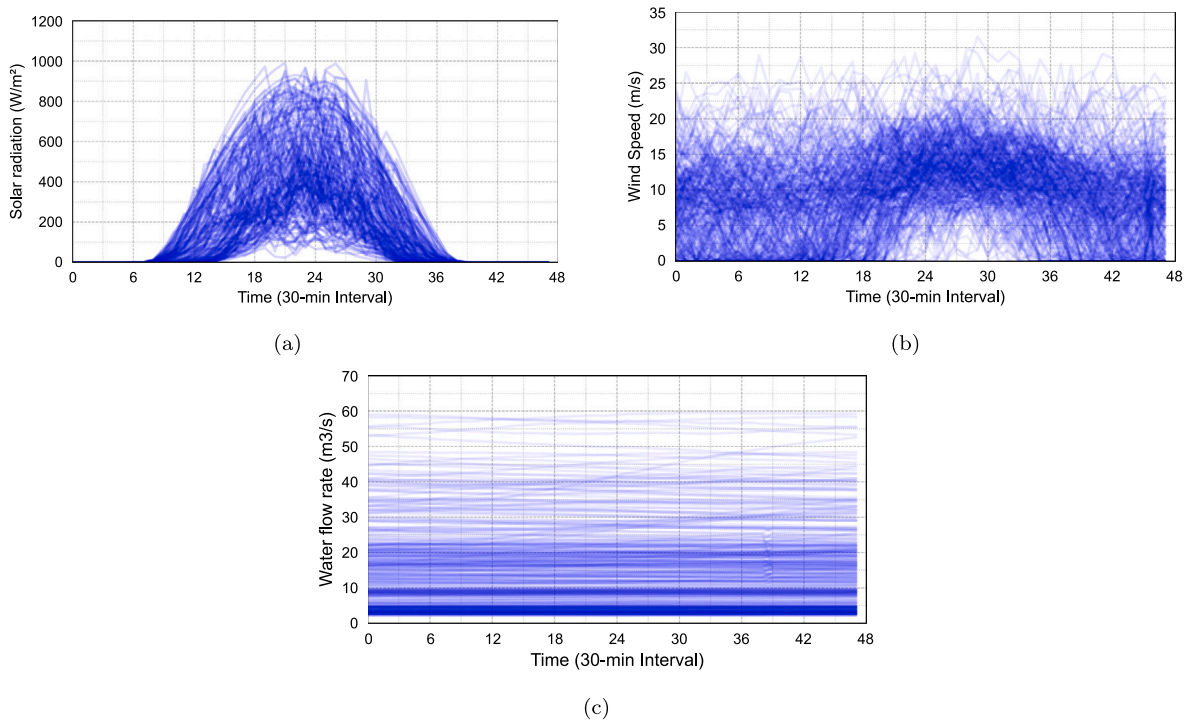 1200
1000
800
600
400
200
0
Solar radiation (W/m²)
0 6 12 18 24 30 36 42 48
Time (30-min Interval)
(a)
35
30
25
20
15
10
5
0
Wind Speed (m/s)
0 6 12 18 24 30 36 42 48
Time (30-min Interval)
(b)
70
60
50
40
30
20
10
0
Water flow rate (m3/s)
0 6 12 18 24 30 36 42 48
Time (30-min Interval)
(c)